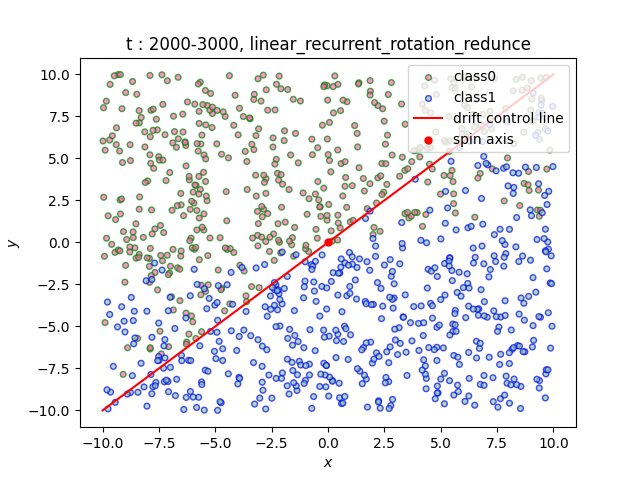 t : 2000-3000, linear_recurrent_rotation_redunce
class0
class1
drift control line
spin axis
y
10.0
7.5
5.0
2.5
0.0
−2.5
−5.0
−7.5
−10.0
−10.0 −7.5 −5.0 −2.5 0.0 2.5 5.0 7.5 10.0
x